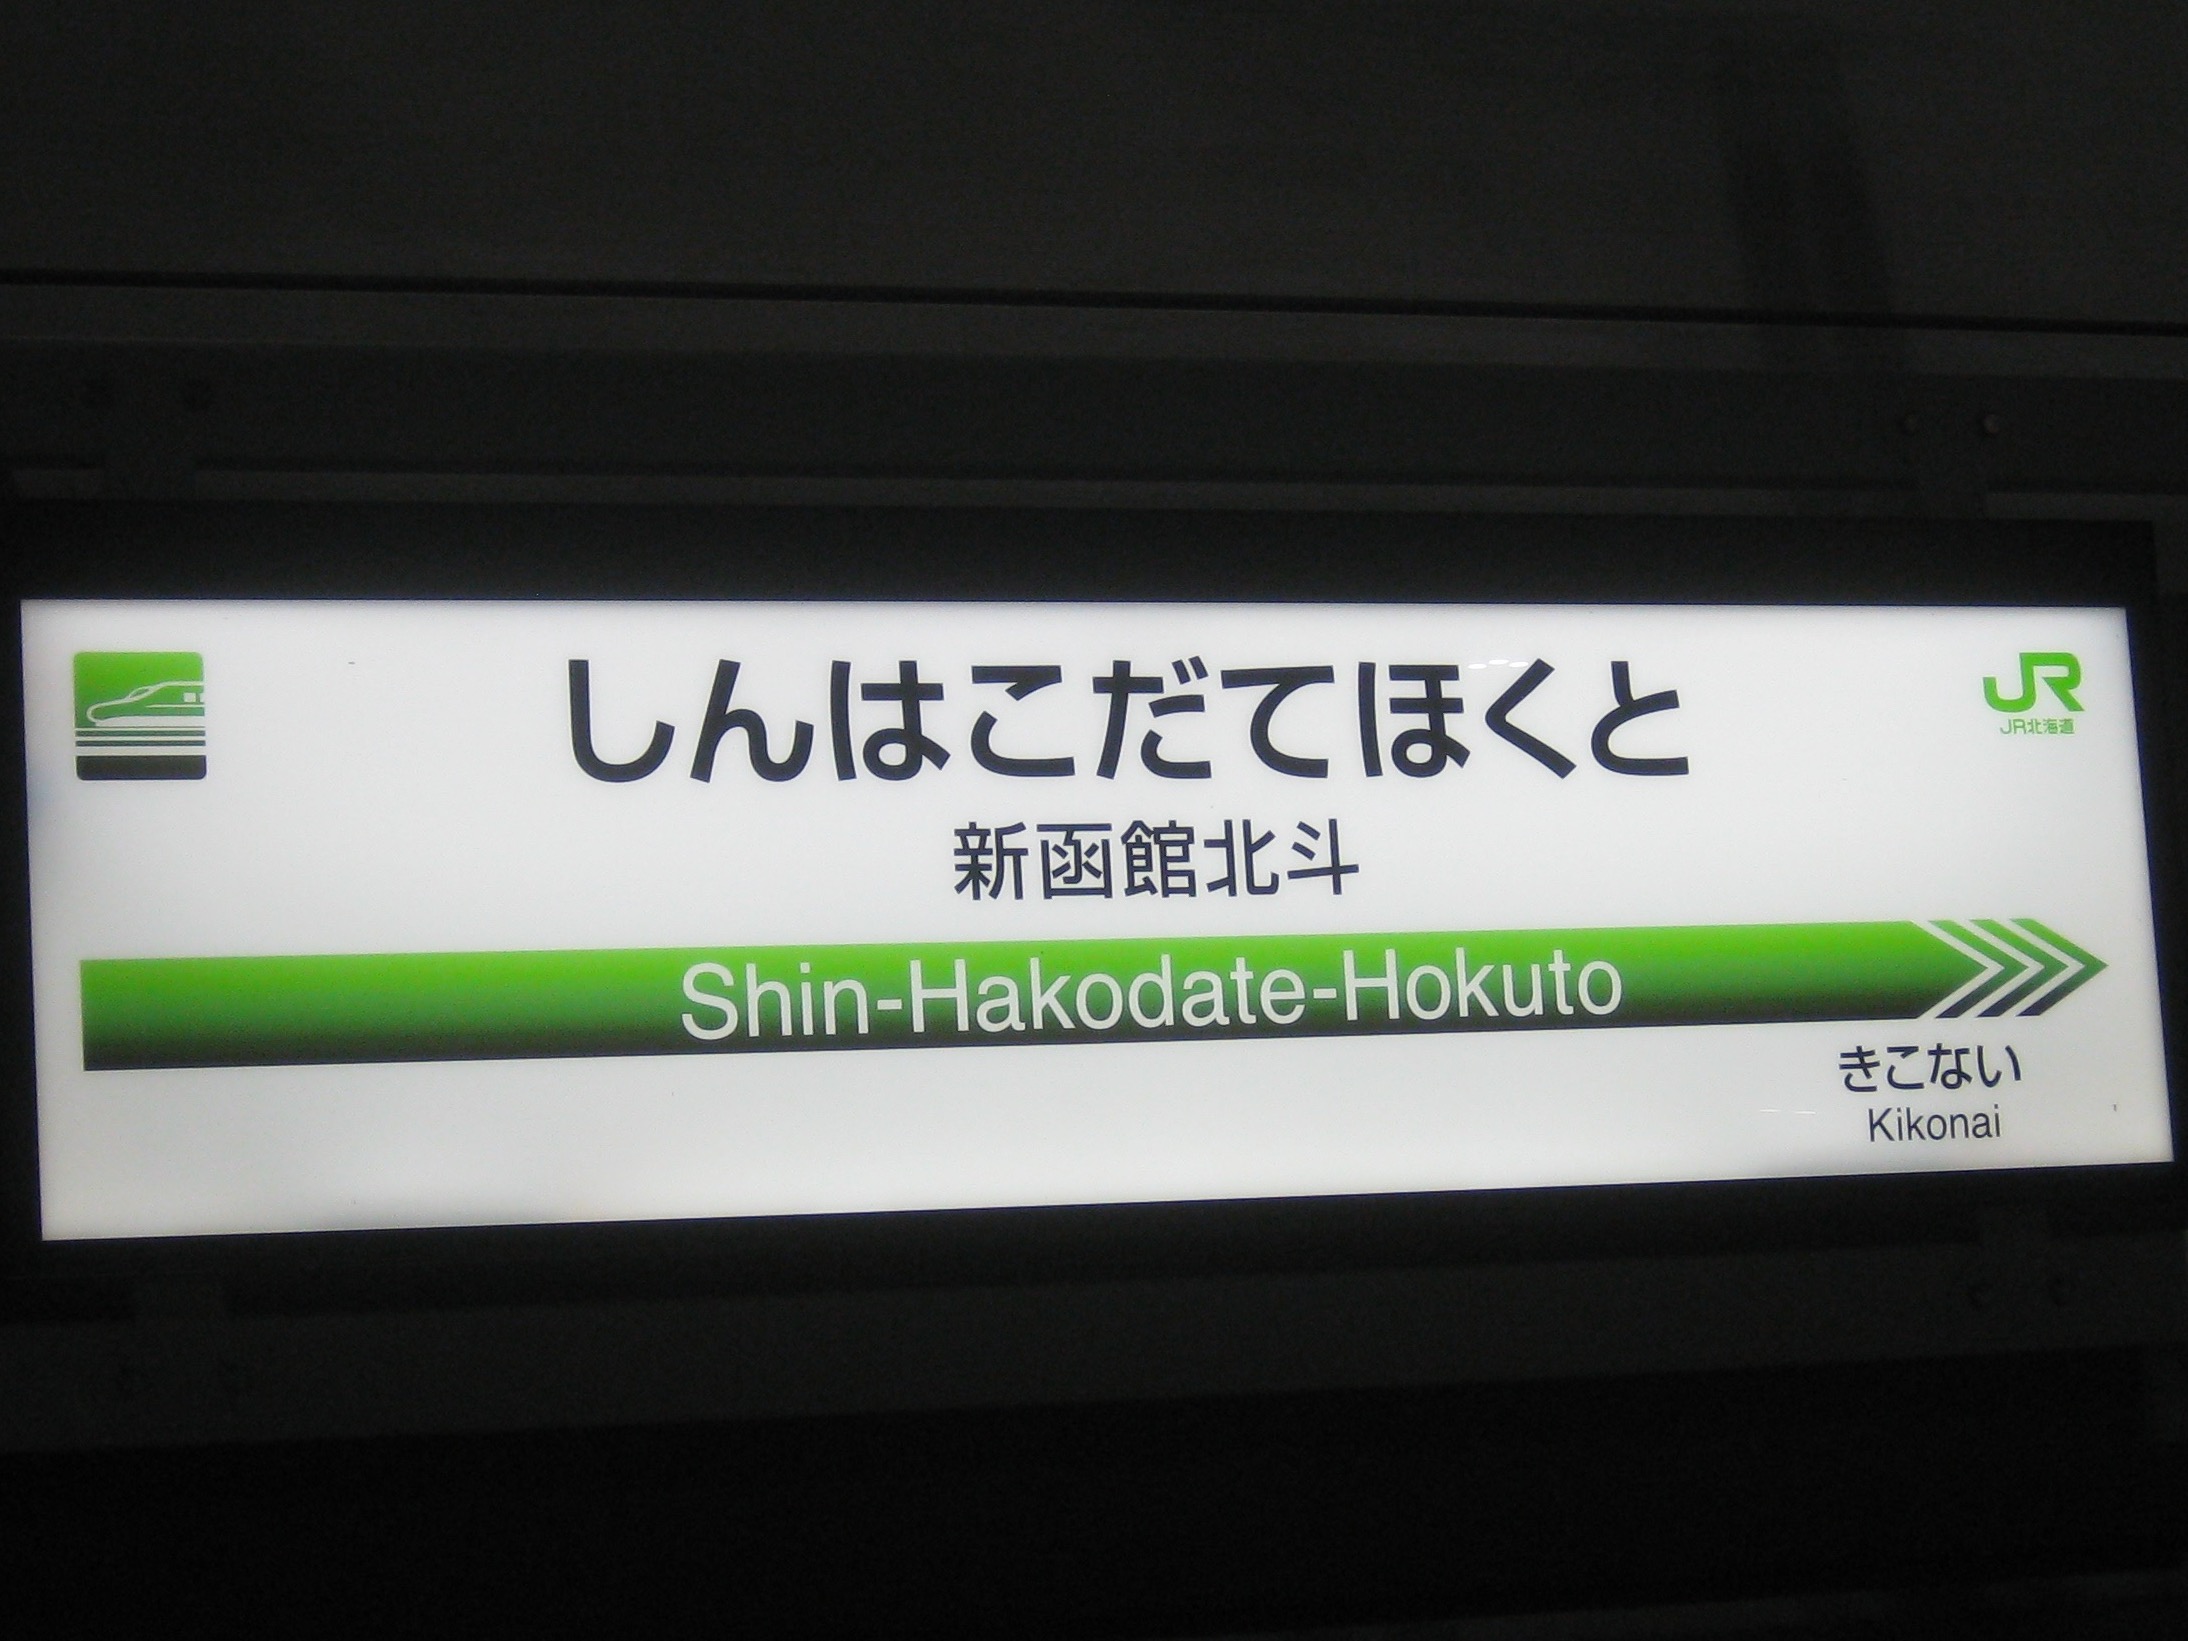 しんはこだてほくと
JR
JR北海道
新函館北斗
Shin-Hakodate-Hokuto
きこない
Kikonai